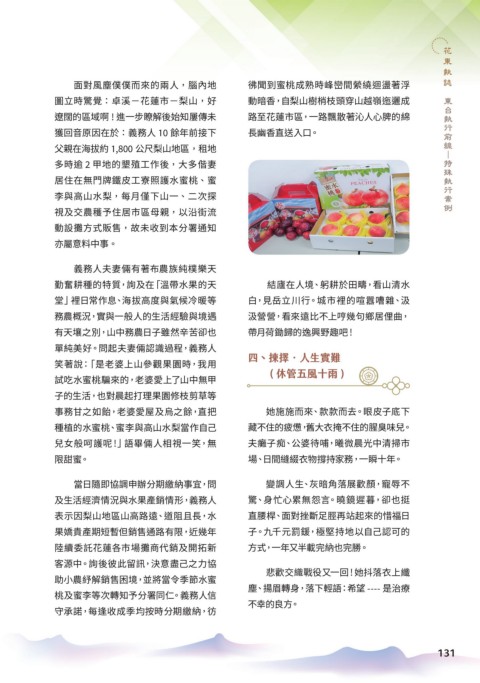 花東執誌 東台執行前鋒—特殊執行案例
面對風塵僕僕而來的兩人，腦內地
圖立時驚覺：卓溪－花蓮市－梨山，好
遼闊的區域啊！進一步瞭解後始知屢傳未
獲回音原因在於：義務人 10 餘年前接下
父親在海拔約 1,800 公尺梨山地區，租地
多時逾 2 甲地的墾殖工作後，大多偕妻
居住在無門牌鐵皮工寮照護水蜜桃、蜜
李與高山水梨，每月僅下山一、二次探
視及交農種予住居市區母親，以沿街流
動設攤方式販售，故未收到本分署通知
亦屬意料中事。
義務人夫妻倆有著布農族純樸樂天
勤奮耕種的特質，詢及在「溫帶水果的天
堂」裡日常作息、海拔高度與氣候冷暖等
務農概況，實與一般人的生活經驗與境遇
有天壤之別，山中務農日子雖然辛苦卻也
單純美好。問起夫妻倆認識過程，義務人
笑著說：「是老婆上山參觀果園時，我用
試吃水蜜桃騙來的，老婆愛上了山中無甲
子的生活，也對晨起打理果園修枝剪草等
事務甘之如飴，老婆愛屋及烏之餘，直把
種植的水蜜桃、蜜李與高山水梨當作自己
兒女般呵護呢！」語畢倆人相視一笑，無
限甜蜜。
當日隨即協調申辦分期繳納事宜，問
及生活經濟情況與水果產銷情形，義務人
表示因梨山地區山高路遠、道阻且長，水
果嬌貴產期短暫但銷售通路有限，近幾年
陸續委託花蓮各市場攤商代銷及開拓新
客源中。詢後彼此留訊，決意盡己之力協
助小農紓解銷售困境，並將當令季節水蜜
桃及蜜李等次轉知予分署同仁。義務人信
守承諾，每逢收成季均按時分期繳納，彷
彿聞到蜜桃成熟時峰巒縈繞迴盪著浮
動暗香，自梨山樹梢枝頭穿山越嶺迤邐成
路至花蓮市區，一路飄散著沁人心脾的綿
長幽香直送入口。
結廬在人境、躬耕於田疇，看山清水
白，見岳立川行。城市裡的喧囂嘈雜、汲
汲營營，看來遠比不上哼幾句鄉居俚曲，
帶月荷鋤歸的逸興野趣吧！
四、揀擇．人生實難
（休管五風十雨）
她施施而來、款款而去。眼皮子底下
藏不住的疲憊，舊大衣掩不住的腥臭味兒。
夫癱子痴、公婆待哺，曦微晨光中清掃市
場、日間縫綴衣物撐持家務，一瞬十年。
變調人生、灰暗角落展歡顏，寵辱不
驚、身忙心累無怨言。曉鏡遲暮，卻也挺
直腰桿、面對挫斷足脛再站起來的惜福日
子。九千元罰鍰，極堅持地以自己認可的
方式，一年又半載完納也完勝。
悲歡交織戰役又一回！她抖落衣上纖
塵、揚眉轉身，落下輕語：希望 ---- 是治療
不幸的良方。
131